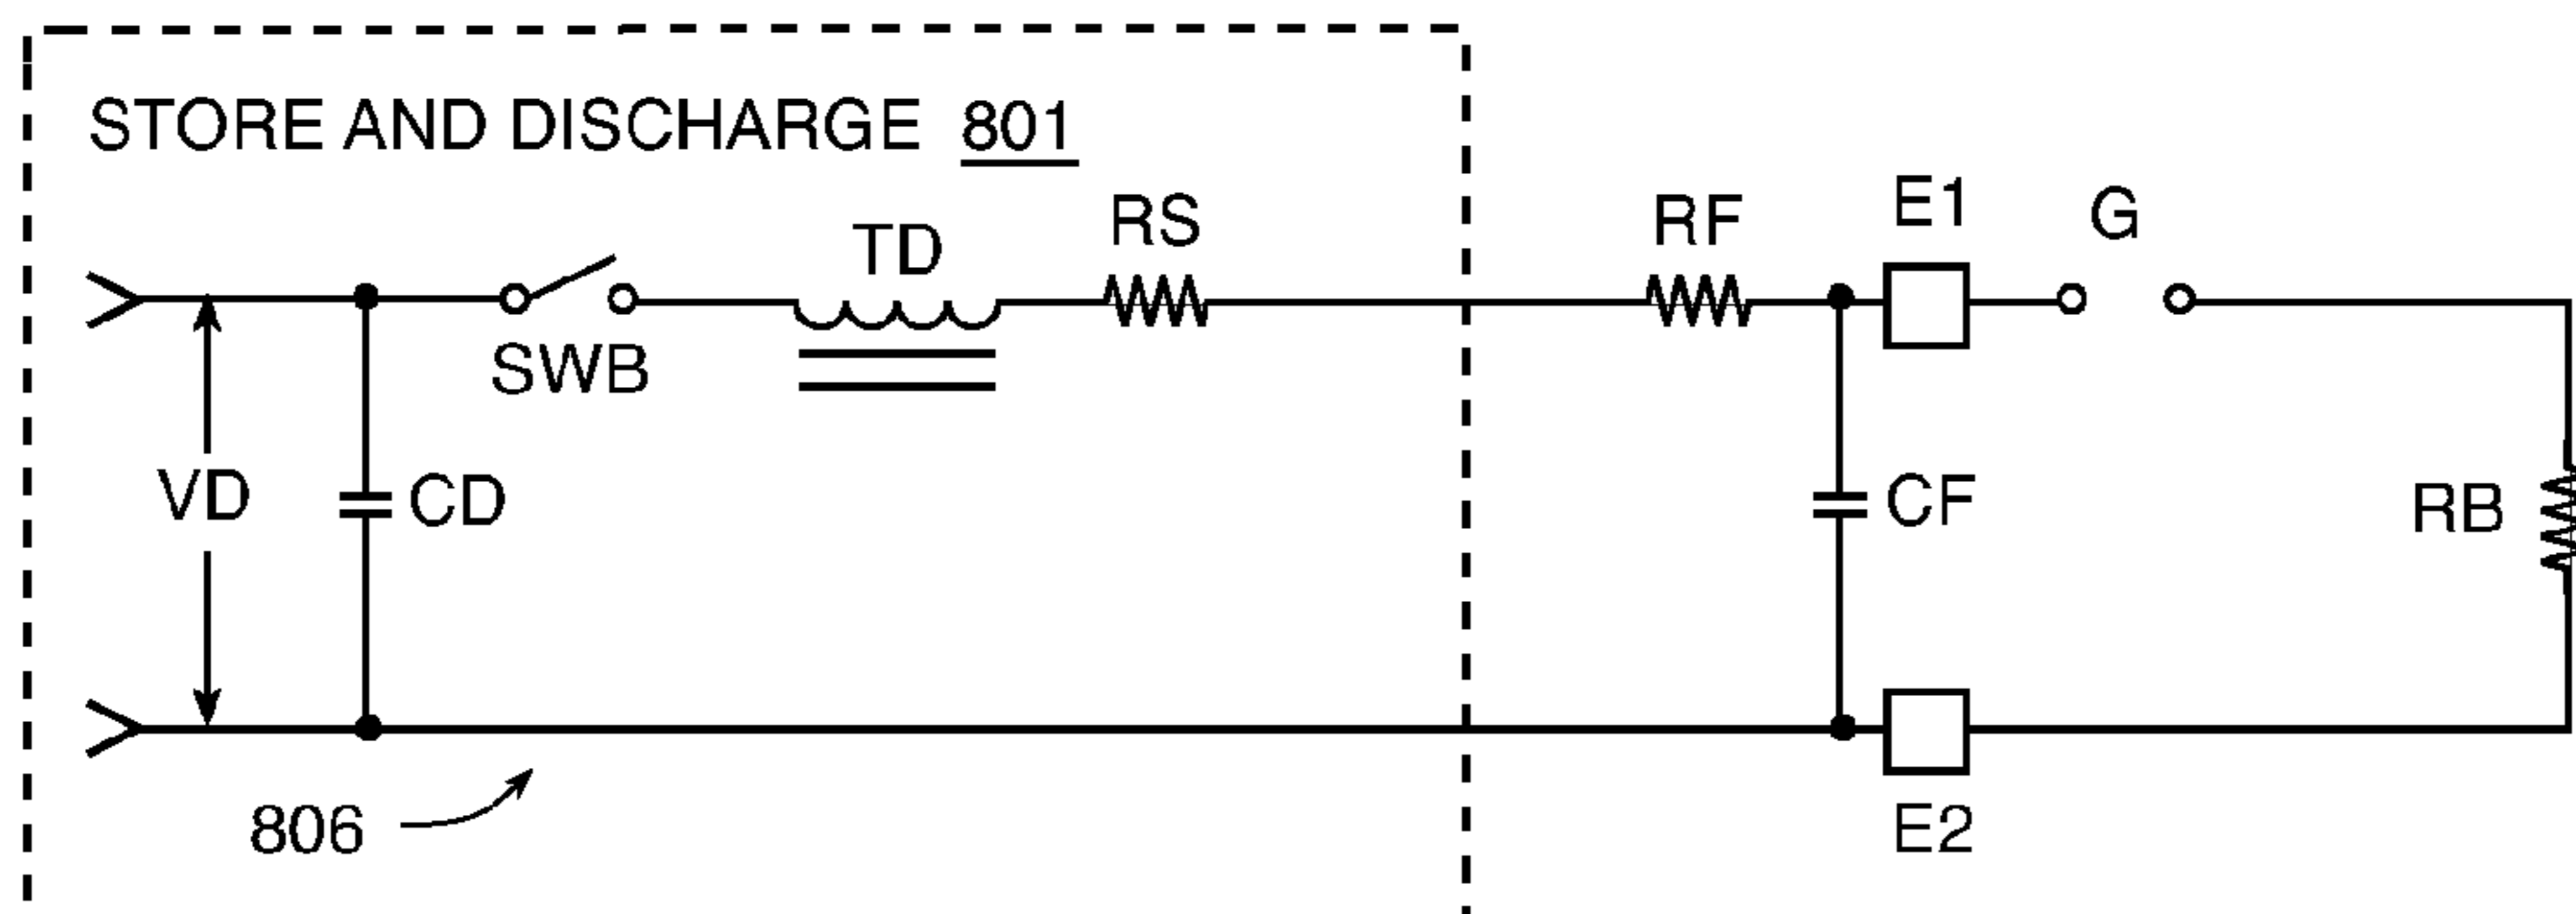 STORE AND DISCHARGE 801
TD
RS
RF
E1
G
SWB
VD
CD
CF
RB
806
E2